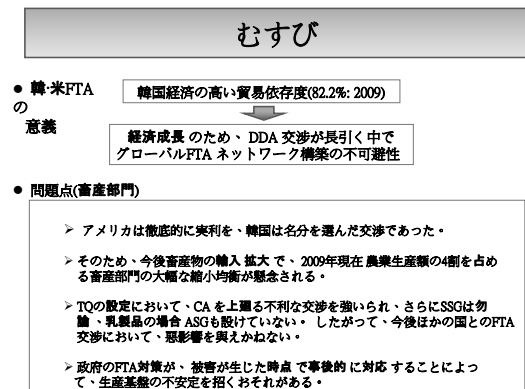 むすび
● 韓·米FTA
の
意義
韓国経済の高い貿易依存度(82.2%: 2009)
経済成長 のため、 DDA 交渉が長引く中で
グローバルFTA ネットワーク構築の不可避性
● 問題点(畜産部門)
➢ アメリカは徹底的に実利を、韓国は名分を選んだ交渉であった。
➢ そのため、今後畜産物の輸入 拡大 で、 2009年現在 農業生産額の4割を占め
る畜産部門の大幅な縮小均衡が懸念される。
➢ TQの設定において、CA を上廻る不利な交渉を強いられ、さらにSSGは勿
論 、乳製品の場合 ASGも設けていない。 したがって、今後ほかの国とのFTA
交渉において、悪影響を與えかねない。
➢ 政府のFTA対策が、 被害が生じた時点 で事後的 に対応 することによっ
て、生産基盤の不安定を招くおそれがある。